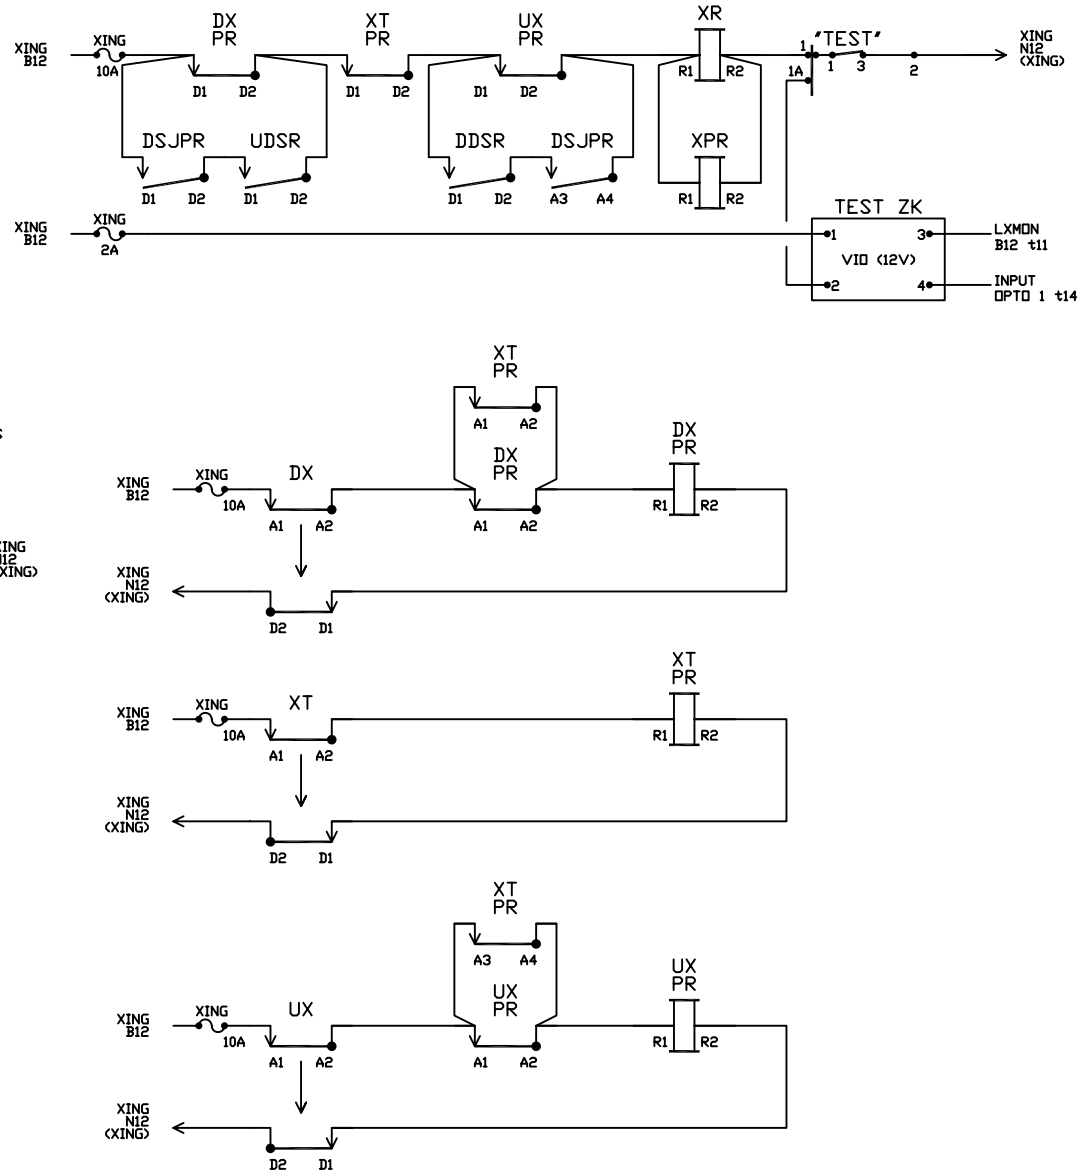 DX
PR
XT
PR
UX
PR
XR
"TEST"
XING
B12
XING
10A
D1 D2
D1 D2
D1 D2
R1 R2
1
1A
1 3
2
XING
N12
(XING)
DSJPR
UDSR
DDSR
DSJPR
XPR
D1 D2
D1 D2
D1 D2
A3 A4
R1 R2
XING
B12
XING
2A
TEST ZK
1
3
VIO (12V)
2
4
LXMON
B12 t11
INPUT
OPTO 1 t14
XT
PR
A1 A2
XING
B12
XING
10A
DX
A1 A2
DX
PR
A1 A2
DX
PR
R1 R2
XING
N12
(XING)
D2 D1
XING
B12
XING
10A
XT
A1 A2
XT
PR
R1 R2
XING
N12
(XING)
D2 D1
XT
PR
A3 A4
XING
B12
XING
10A
UX
A1 A2
UX
PR
A1 A2
UX
PR
R1 R2
XING
N12
(XING)
D2 D1